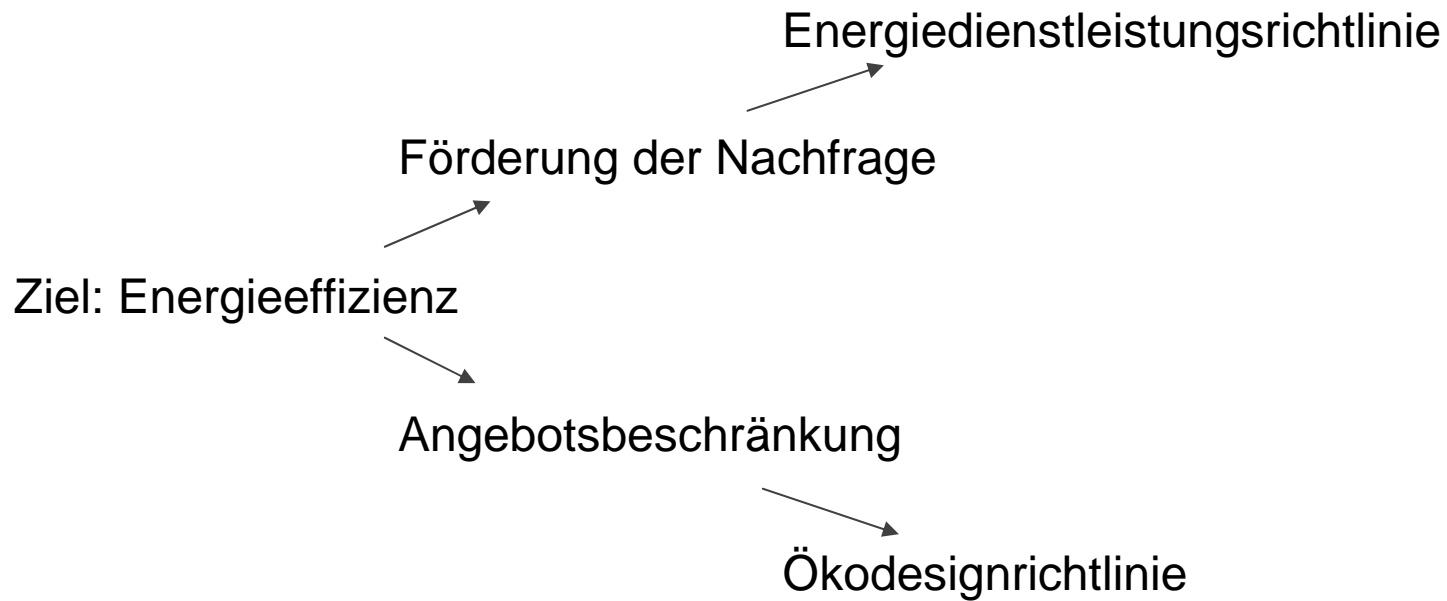 Energiedienstleistungsrichtlinie
Förderung der Nachfrage
Ziel: Energieeffizienz
Angebotsbeschränkung
Ökodesignrichtlinie